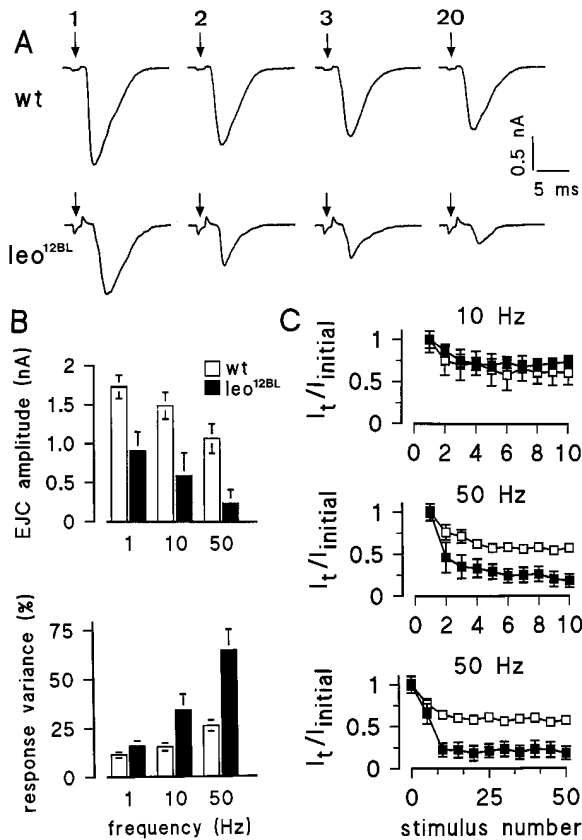 A
1 2 3 20
wt
0.5 nA
5 ms
leo12BL
B
EJC amplitude (nA)
2
1.5
1.0
0.5
0
wt
leo12BL
1 10 50
response variance (%)
75
50
25
0
1 10 50
frequency (Hz)
C
10 Hz
It/Iinitial
1
0.5
0
0 2 4 6 8 10
50 Hz
It/Iinitial
1
0.5
0
0 2 4 6 8 10
50 Hz
It/Iinitial
1
0.5
0
0 25 50
stimulus number